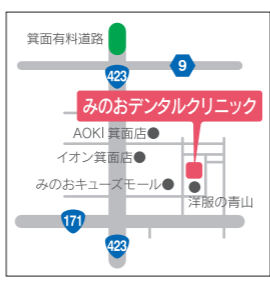 箕面有料道路
9
423
みのおデンタルクリニック
AOKI 箕面店●
イオン箕面店●
みのおキューズモール●
洋服の青山
171
423